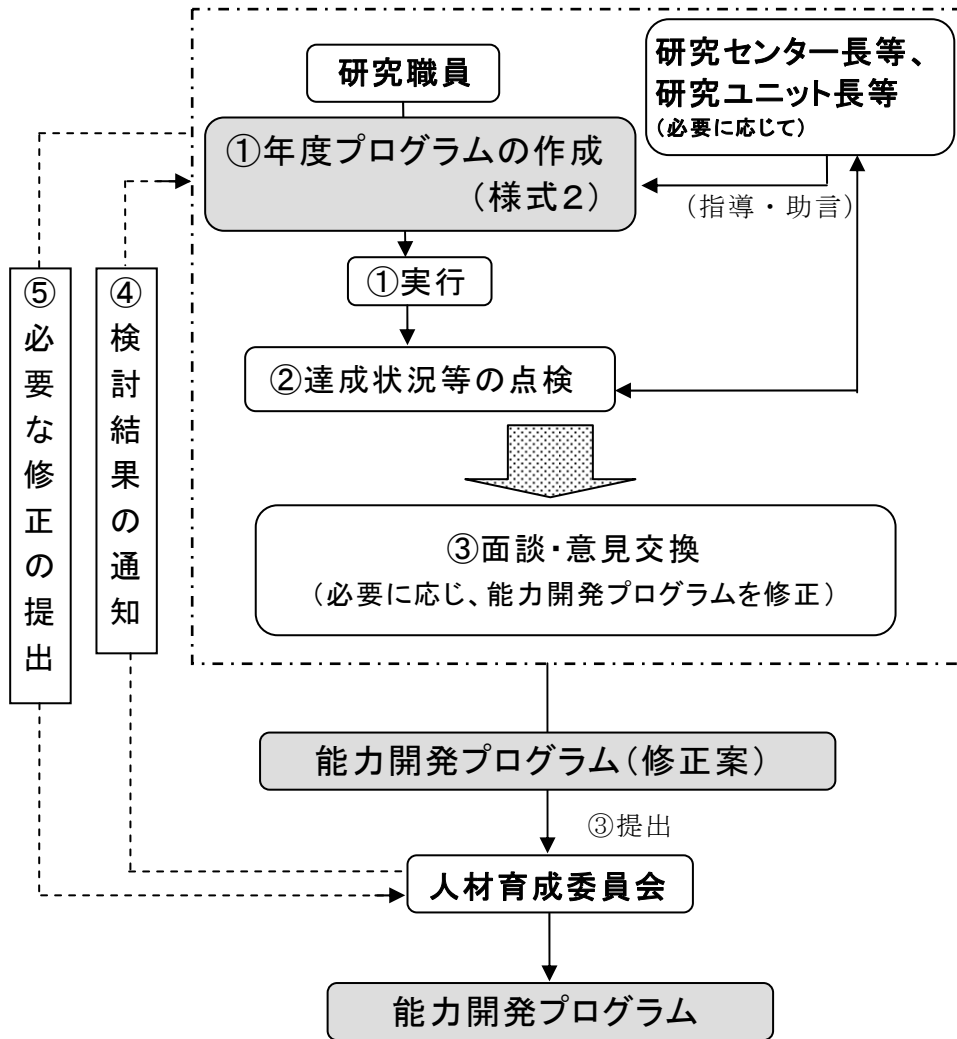 研究職員
研究センター長等、
研究ユニット長等
(必要に応じて)
①年度プログラムの作成
(様式2)
(指導・助言)
①実行
②達成状況等の点検
③面談・意見交換
(必要に応じ、能力開発プログラムを修正)
⑤必要な修正の提出
④検討結果の通知
能力開発プログラム(修正案)
③提出
人材育成委員会
能力開発プログラム